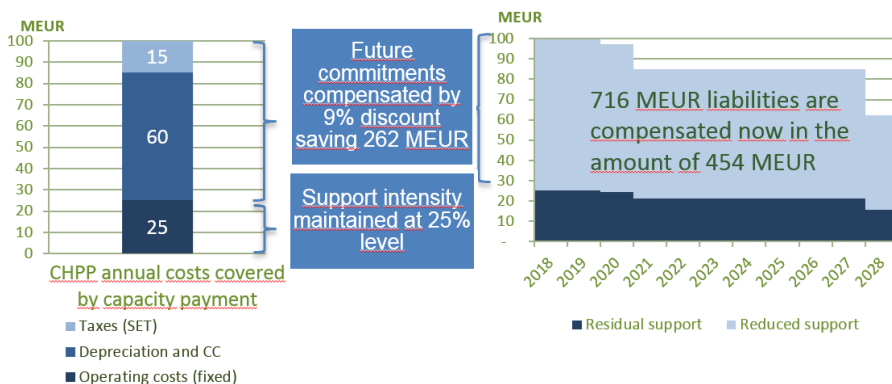 MEUR
100
90
80
70
60
50
40
30
20
10
0
15
60
25
CHPP annual costs covered
by capacity payment
Taxes (SET)
Depreciation and CC
Operating costs (fixed)
Future
commitments
compensated by
9% discount
saving 262 MEUR
Support intensity
maintained at 25%
level
MEUR
100
90
80
70
60
50
40
30
20
10
-
716 MEUR liabilities are
compensated now in the
amount of 454 MEUR
2018
2019
2020
2021
2022
2023
2024
2025
2026
2027
2028
Residual support
Reduced support